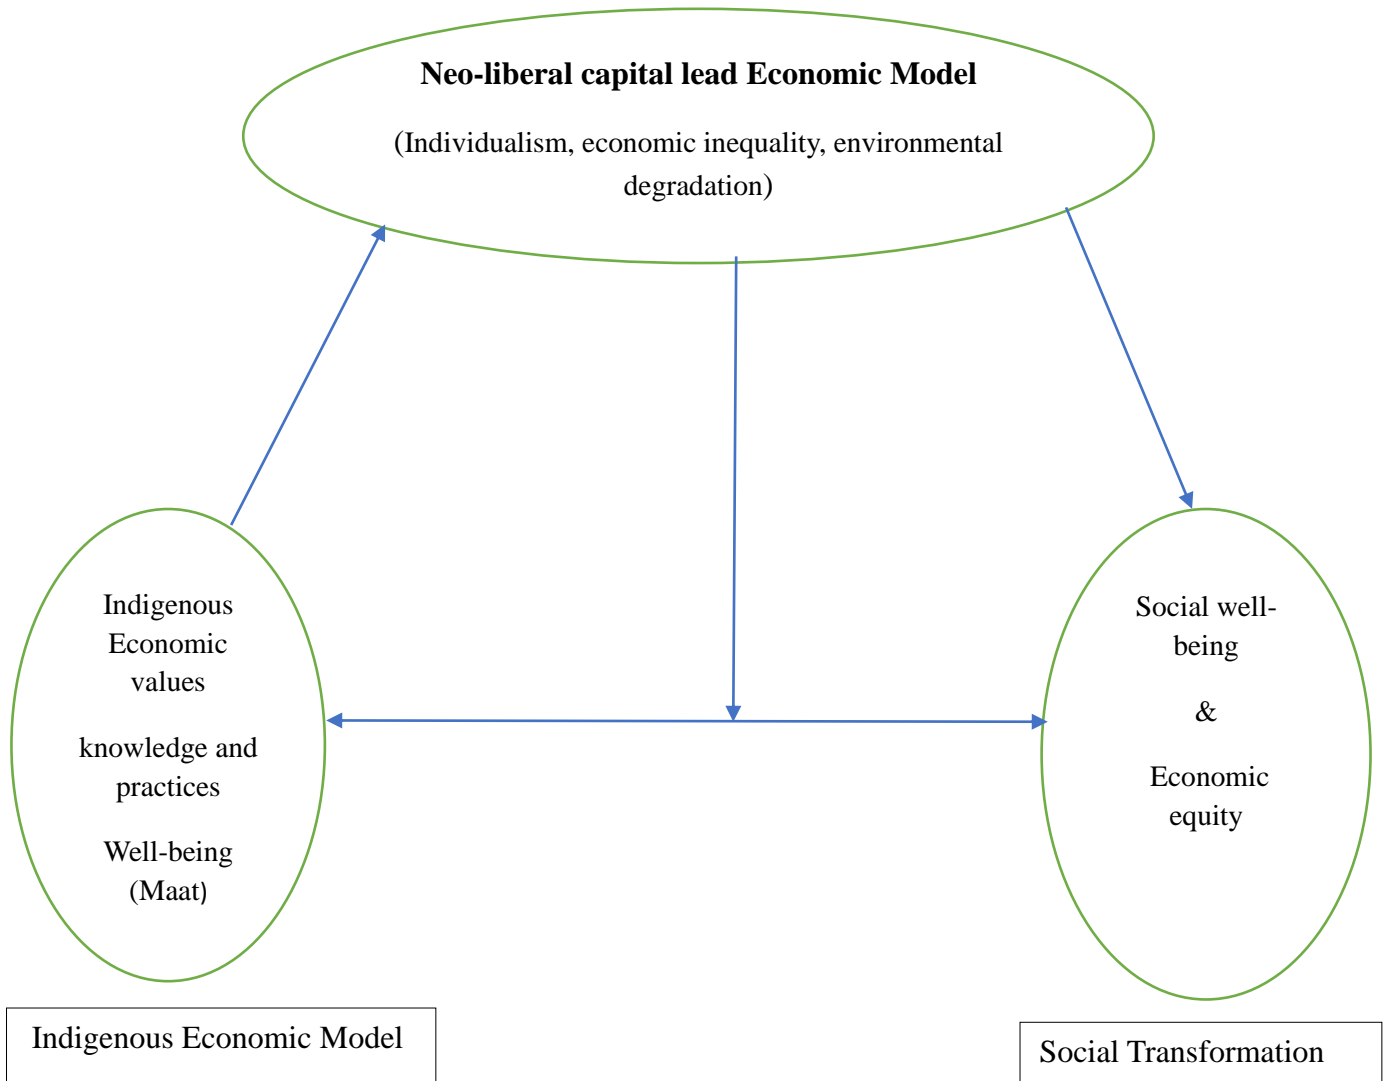 Neo-liberal capital lead Economic Model
(Individualism, economic inequality, environmental
degradation)
Indigenous
Economic
values
knowledge and
practices
Well-being
(Maat)
Social well-
being
&
Economic
equity
Indigenous Economic Model
Social Transformation